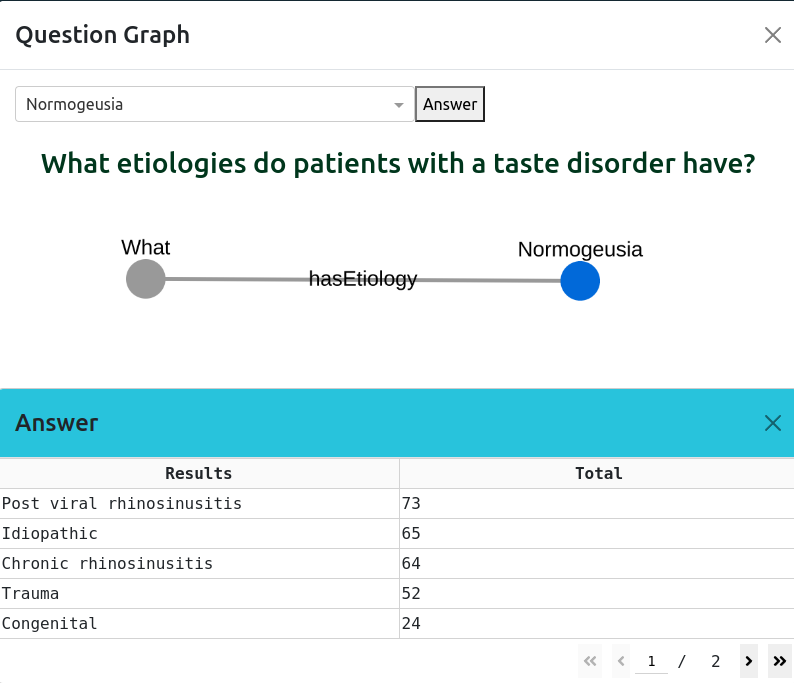 Question Graph
Normogeusia Answer
What etiologies do patients with a taste disorder have?
What
Normogeusia
hasEtiology
Answer
Results Total
Post viral rhinosinusitis 73
Idiopathic 65
Chronic rhinosinusitis 64
Trauma 52
Congenital 24
« ‹ 1 / 2 › »